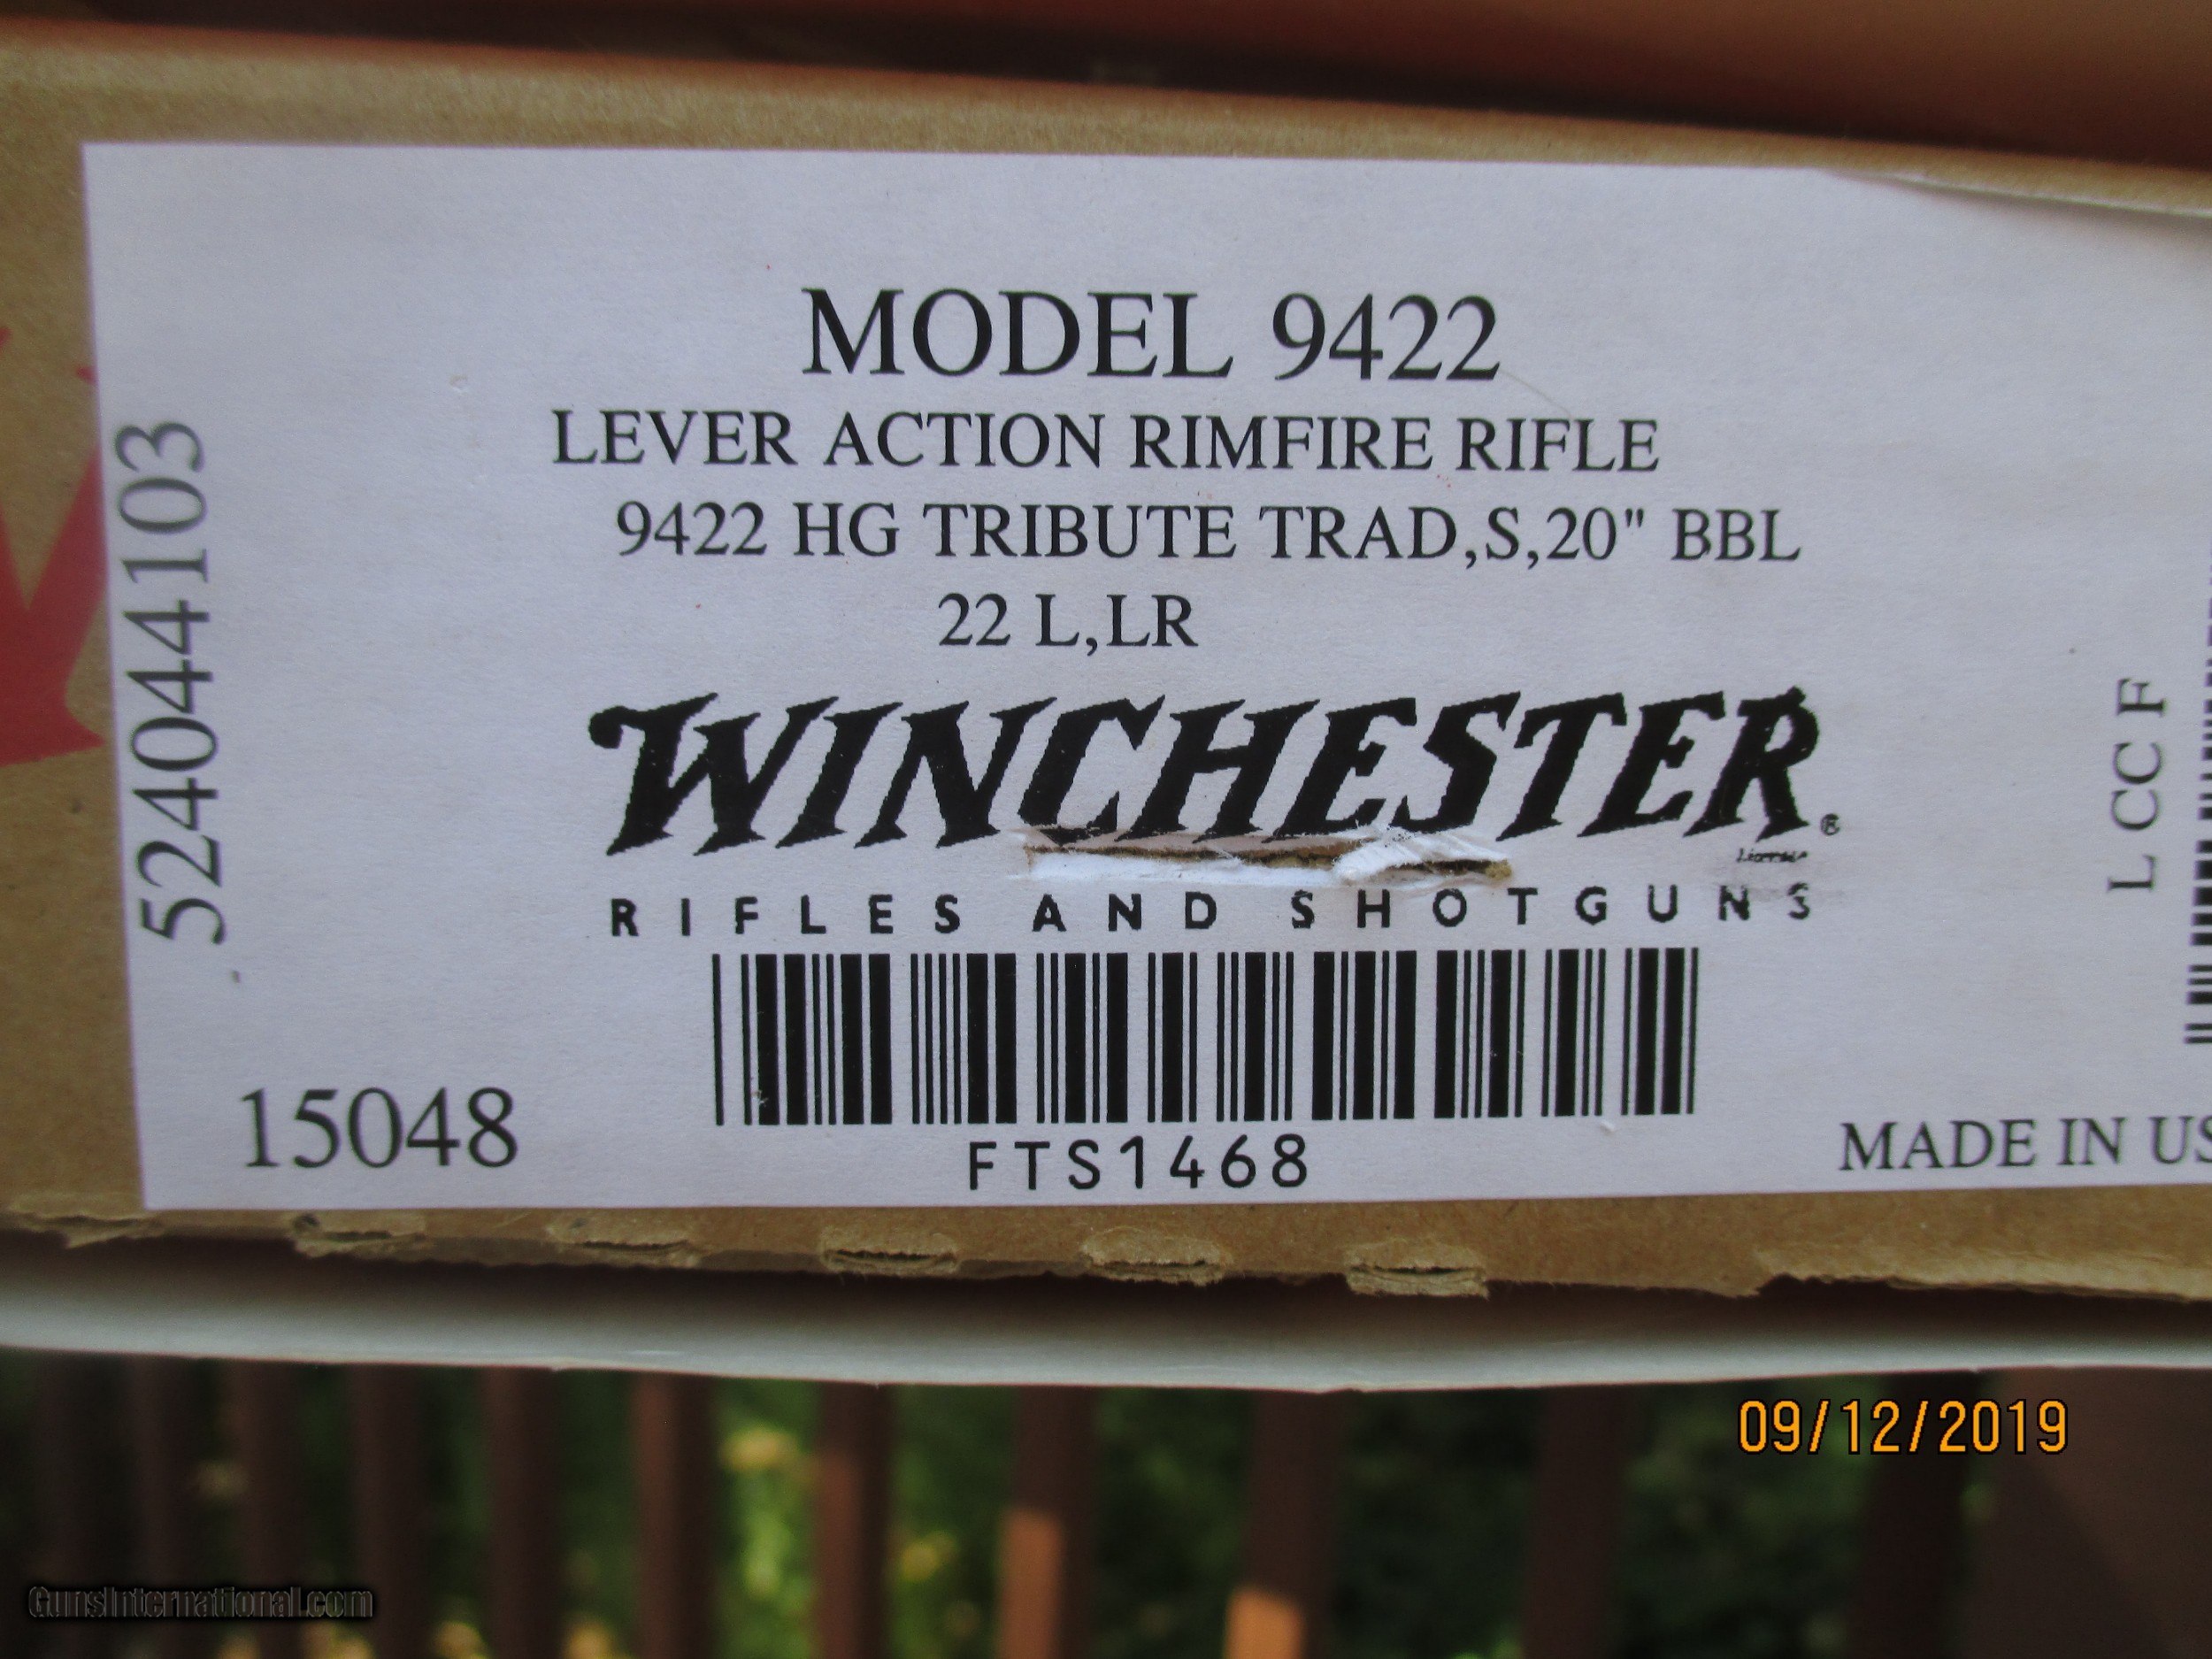 MODEL 9422
LEVER ACTION RIMFIRE RIFLE
9422 HG TRIBUTE TRAD,S,20" BBL
22 L,LR
WINCHESTER®
RIFLES AND SHOTGUNS
FTS1468
524044103
15048
L CC F
MADE IN US
09/12/2019
GunsInternational.com